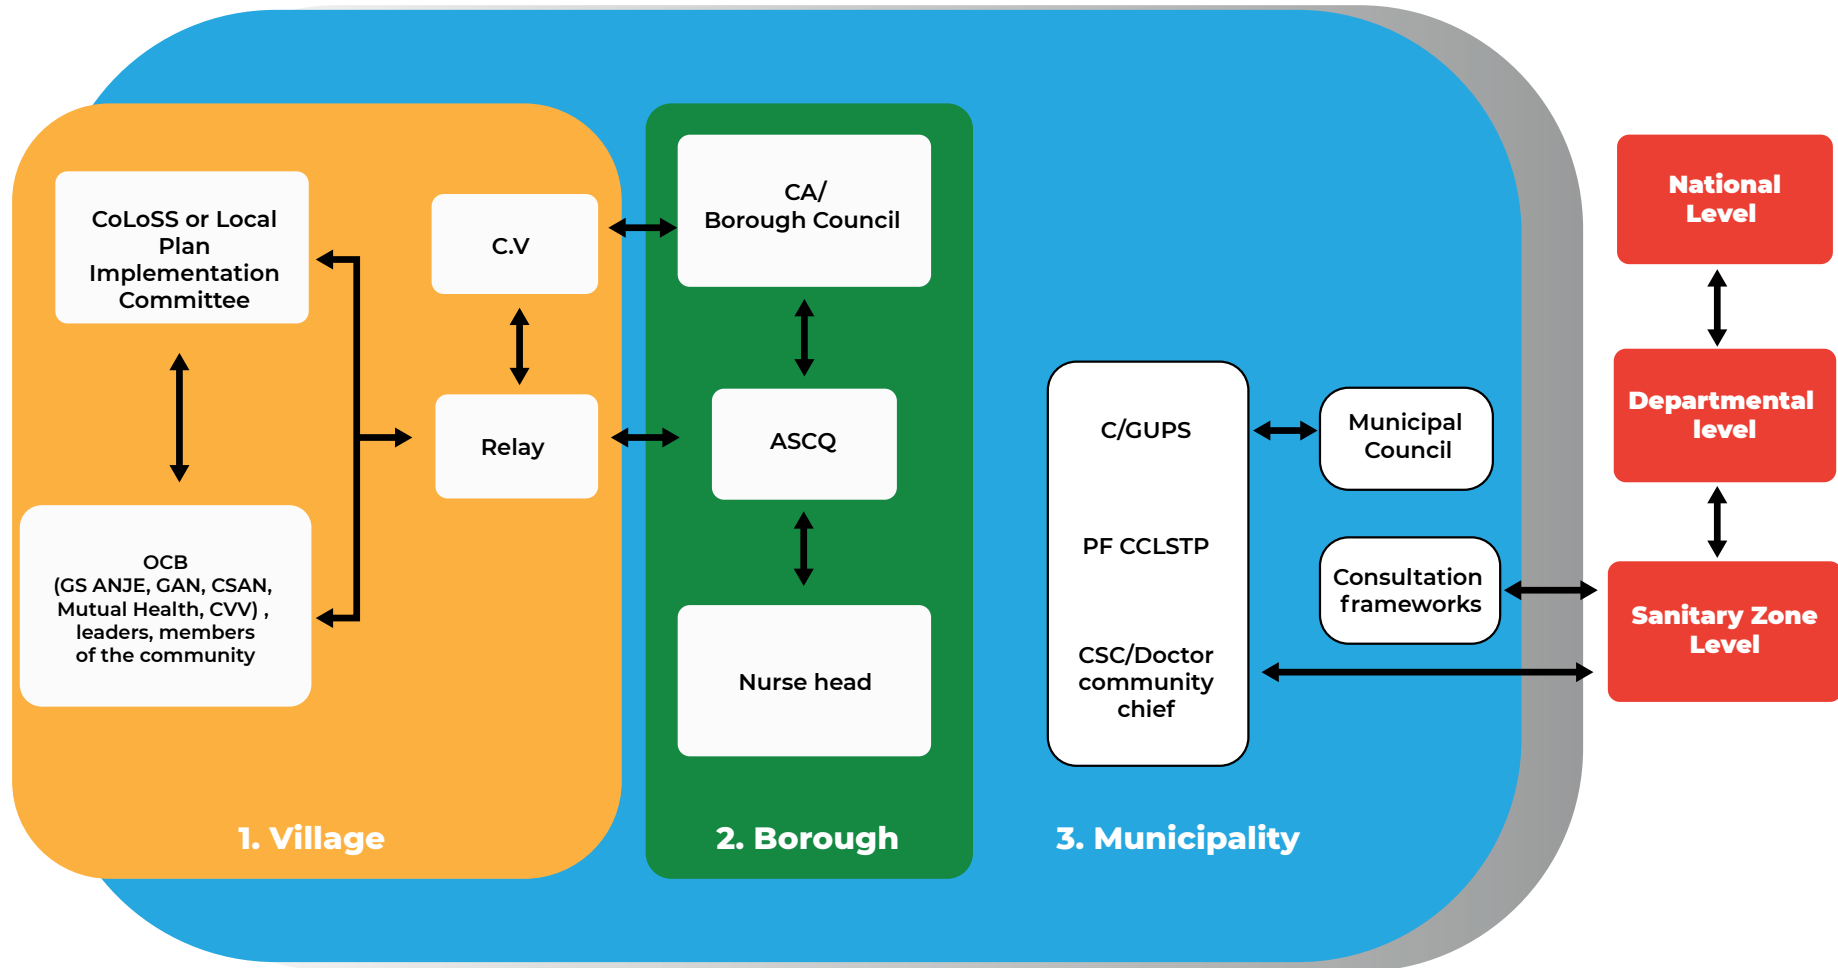 CoLoSS or Local
Plan
Implementation
Committee
C.V
Relay
OCB
(GS ANJE, GAN, CSAN,
Mutual Health, CVV) ,
leaders, members
of the community
1. Village
CA/
Borough Council
ASCQ
Nurse head
2. Borough
C/GUPS
PF CCLSTP
CSC/Doctor
community
chief
Municipal
Council
Consultation
frameworks
3. Municipality
National
Level
Departmental
level
Sanitary Zone
Level